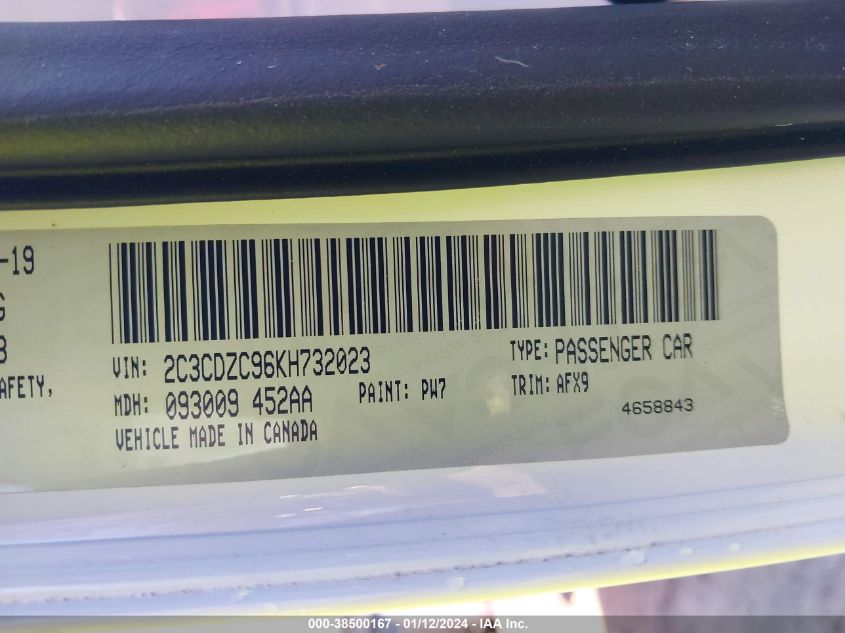 -19
G
8
AFETY,
VIN: 2C3CDZC96KH732023
TYPE: PASSENGER CAR
MDH: 093009 452AA
PAINT: PW7
TRIM: AFX9
4658843
VEHICLE MADE IN CANADA
000-38500167 - 01/12/2024 - IAA Inc.